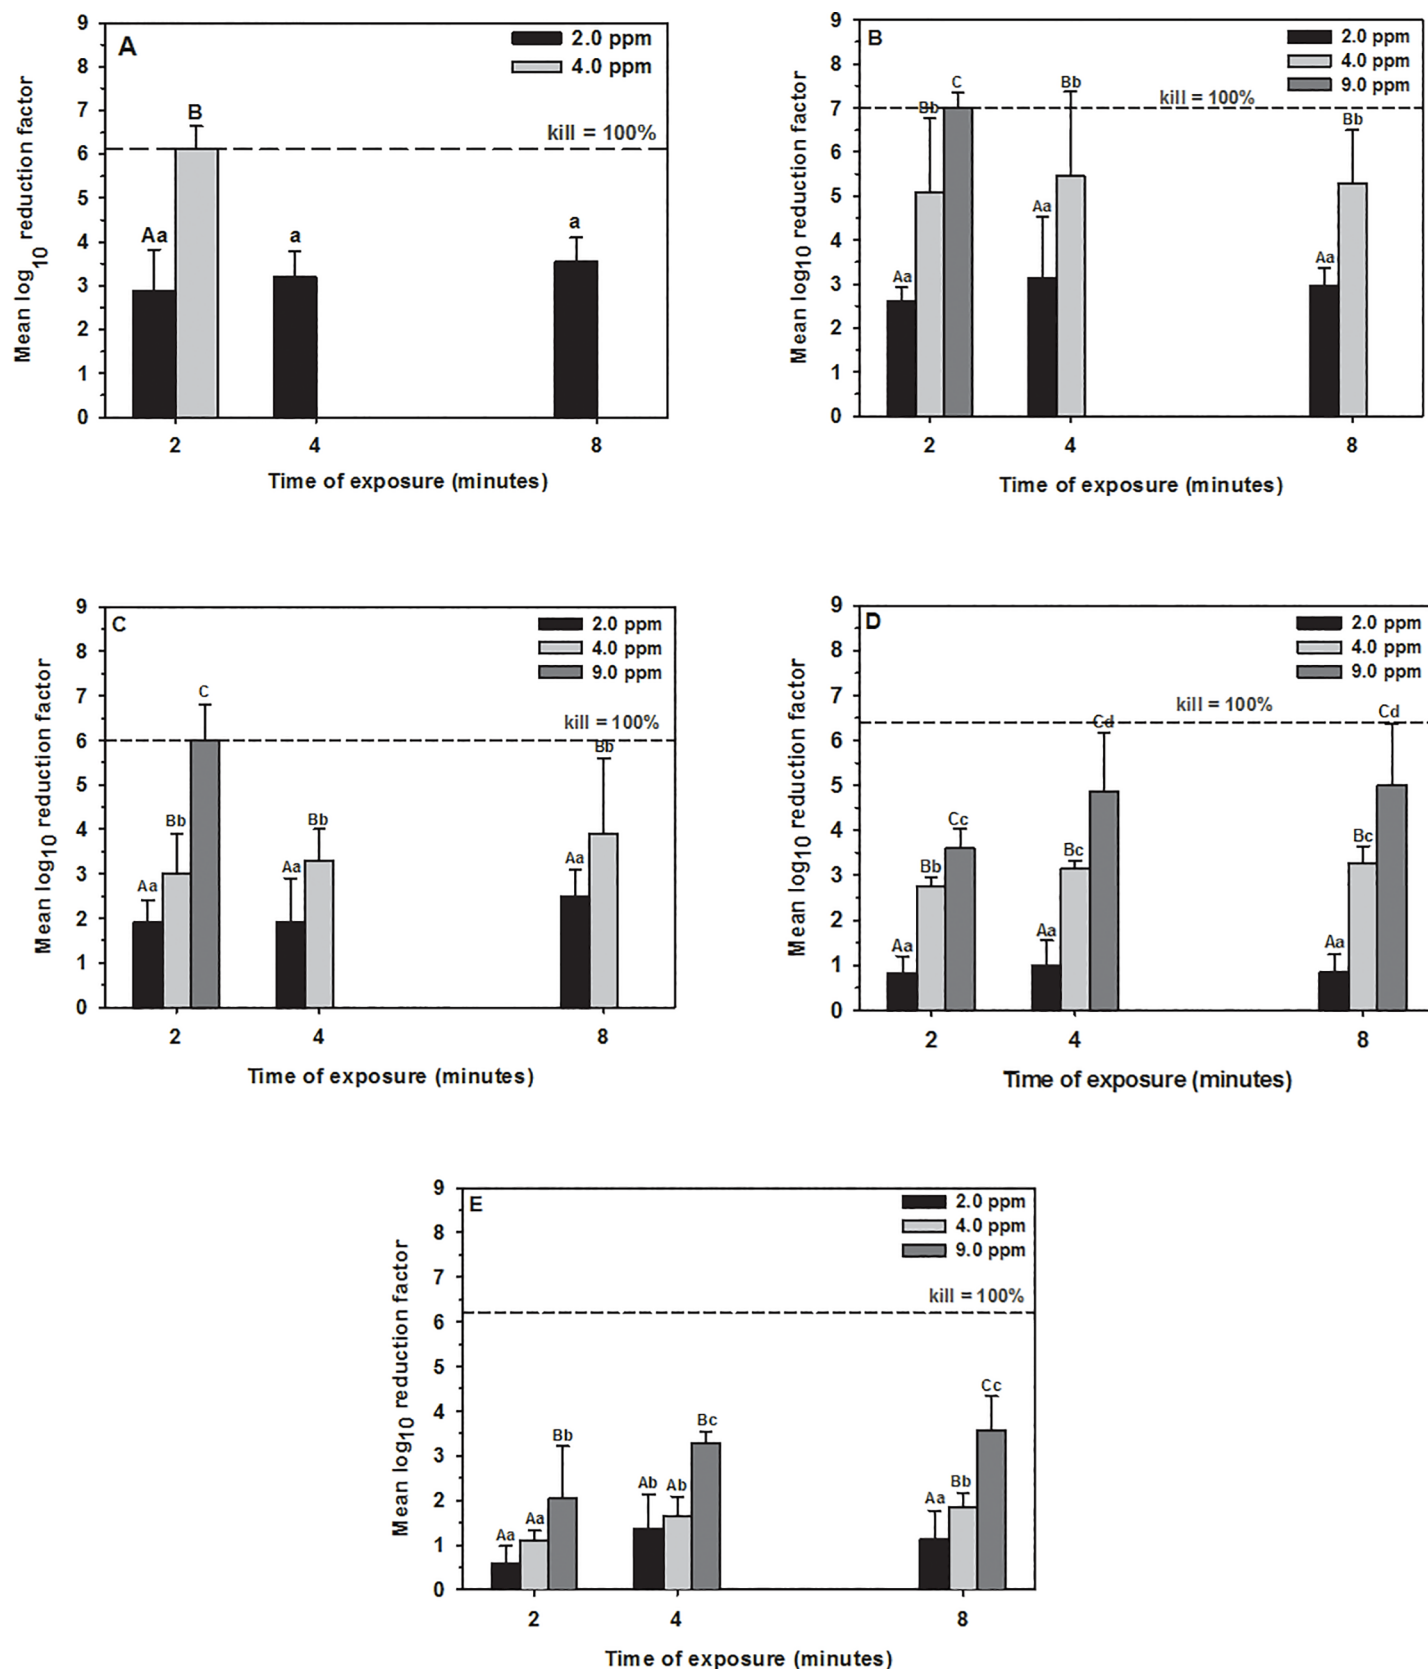 A
2.0 ppm
4.0 ppm
kill = 100%
Mean log10 reduction factor
9
8
7
6
5
4
3
2
1
0
Aa
B
a
a
2
4
8
Time of exposure (minutes)
B
2.0 ppm
4.0 ppm
9.0 ppm
kill = 100%
Mean log10 reduction factor
9
8
7
6
5
4
3
2
1
0
Aa
Bb
C
Aa
Bb
Aa
Bb
2
4
8
Time of exposure (minutes)
C
2.0 ppm
4.0 ppm
9.0 ppm
kill = 100%
Mean log10 reduction factor
9
8
7
6
5
4
3
2
1
0
Aa
Bb
C
Aa
Bb
Aa
Bb
2
4
8
Time of exposure (minutes)
D
2.0 ppm
4.0 ppm
9.0 ppm
kill = 100%
Mean log10 reduction factor
9
8
7
6
5
4
3
2
1
0
Aa
Bb
Cc
Aa
Bc
Cd
Aa
Bc
Cd
2
4
8
Time of exposure (minutes)
E
2.0 ppm
4.0 ppm
9.0 ppm
kill = 100%
Mean log10 reduction factor
9
8
7
6
5
4
3
2
1
0
Aa
Aa
Bb
Ab
Ab
Bc
Aa
Bb
Cc
2
4
8
Time of exposure (minutes)